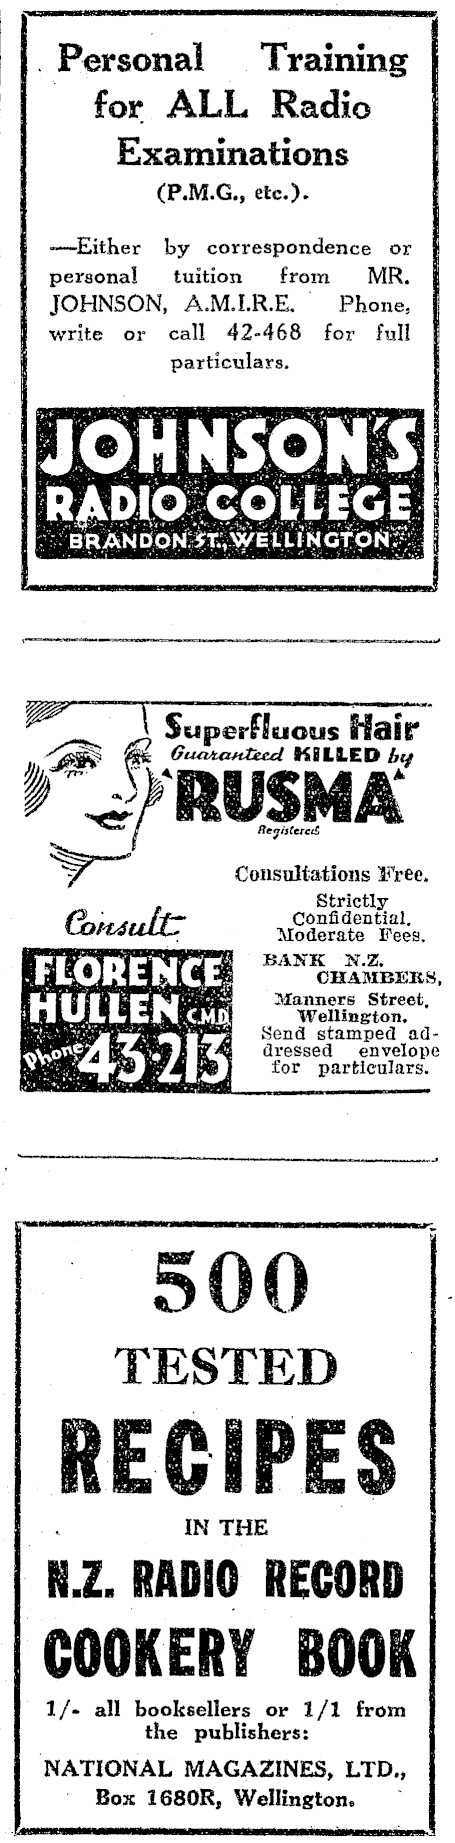 Personal Training
for ALL Radio
Examinations
(P.M.G., etc.).
—Either by correspondence or
personal tuition from MR.
JOHNSON, A.M.I.R.E. Phone,
write or call 42-468 for full
particulars.
JOHNSON'S
RADIO COLLEGE
BRANDON ST., WELLINGTON.
Superfluous Hair
Guaranteed KILLED by
"RUSMA"
Registered
Consultations Free.
Strictly
Confidential.
Moderate Fees.
Consult
FLORENCE
HULLEN C.M.D
Phone 43-213
BANK N.Z.
CHAMBERS,
Manners Street,
Wellington.
Send stamped ad-
dressed envelope
for particulars.
500
TESTED
RECIPES
IN THE
N.Z. RADIO RECORD
COOKERY BOOK
1/- all booksellers or 1/1 from
the publishers:
NATIONAL MAGAZINES, LTD.,
Box 1680R, Wellington.